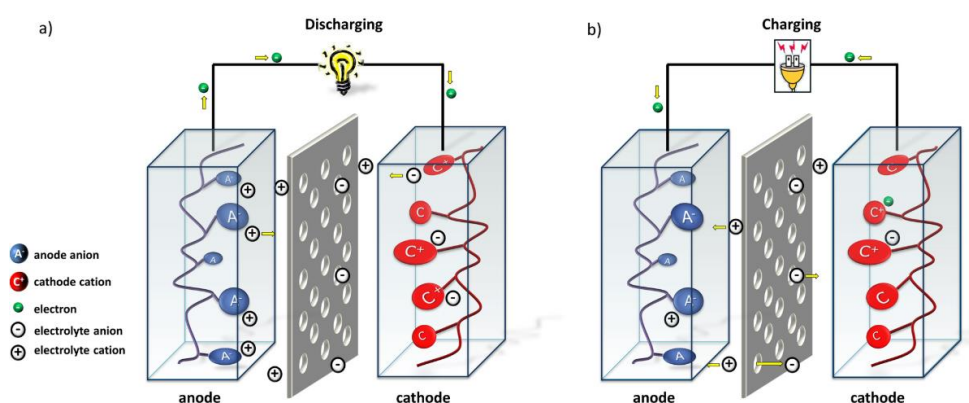 a)
Discharging
b)
Charging
A⁻
A⁻
A
A⁻
A⁻
C⁺
C
C⁺
C⁺
C
A
A⁻
A
A⁻
A
C
C⁺
C⁺
C
C
A⁻ anode anion
C⁺ cathode cation
- electron
- electrolyte anion
+ electrolyte cation
anode
cathode
anode
cathode